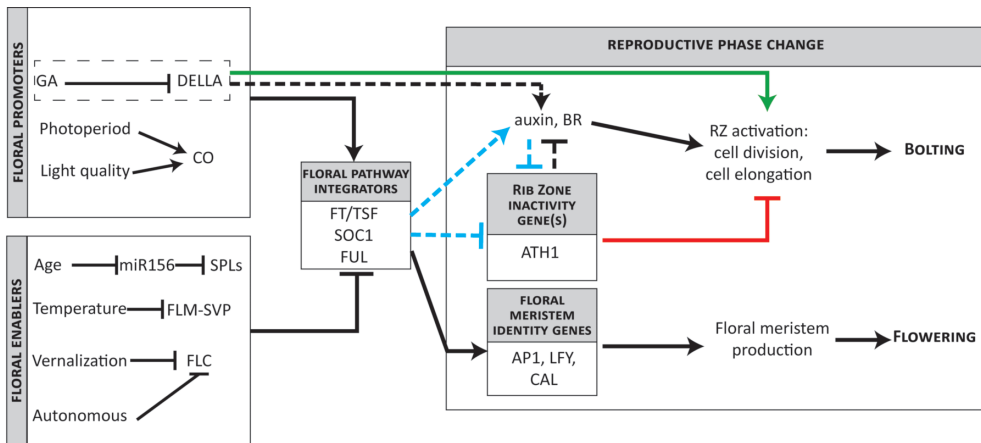 FLORAL PROMOTERS
GA
DELLA
Photoperiod
CO
Light quality
FLORAL ENABLERS
Age
miR156
SPLs
Temperature
FLM-SVP
Vernalization
FLC
Autonomous
FLORAL PATHWAY
INTEGRATORS
FT/TSF
SOC1
FUL
REPRODUCTIVE PHASE CHANGE
auxin, BR
RIB ZONE
INACTIVITY
GENE(S)
ATH1
FLORAL
MERISTEM
IDENTITY GENES
AP1, LFY,
CAL
RZ activation:
cell division,
cell elongation
BOLTING
Floral meristem
production
FLOWERING